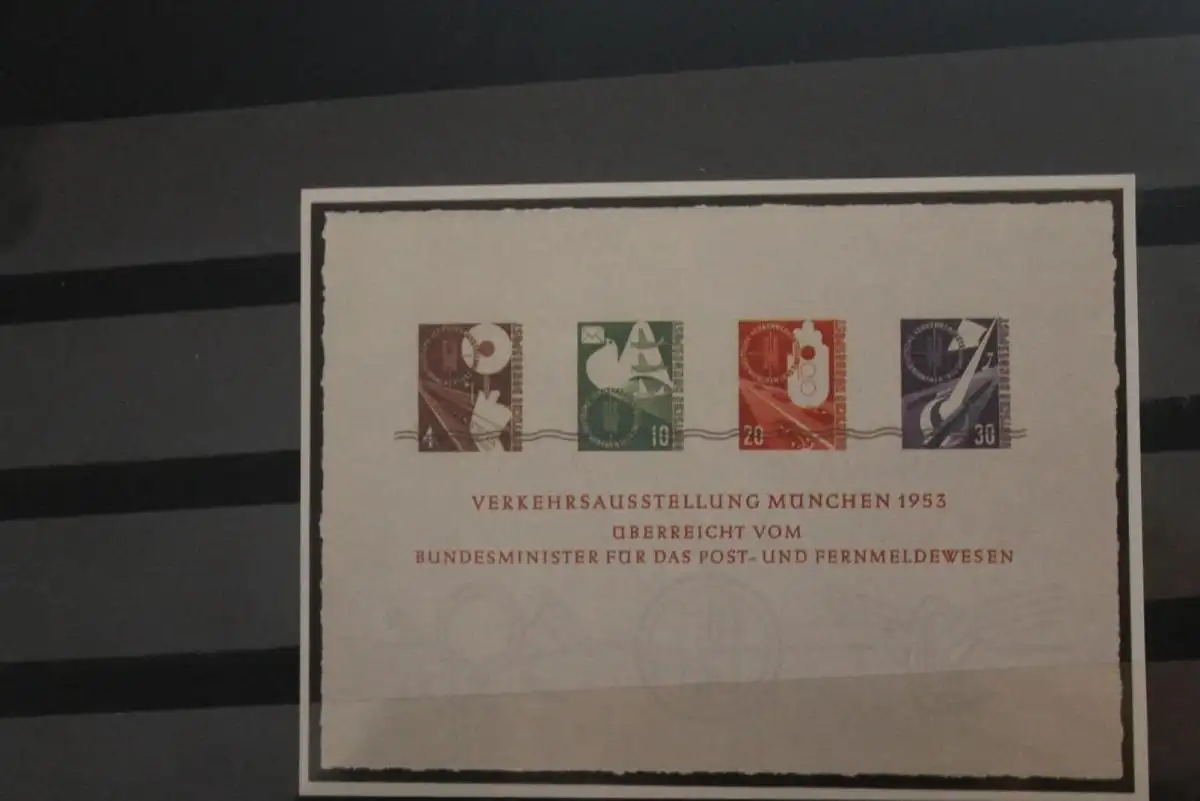 4
10
20
30
VERKEHRSAUSSTELLUNG MÜNCHEN 1953
ÜBERREICHT VOM
BUNDESMINISTER FÜR DAS POST- UND FERNMELDEWESEN